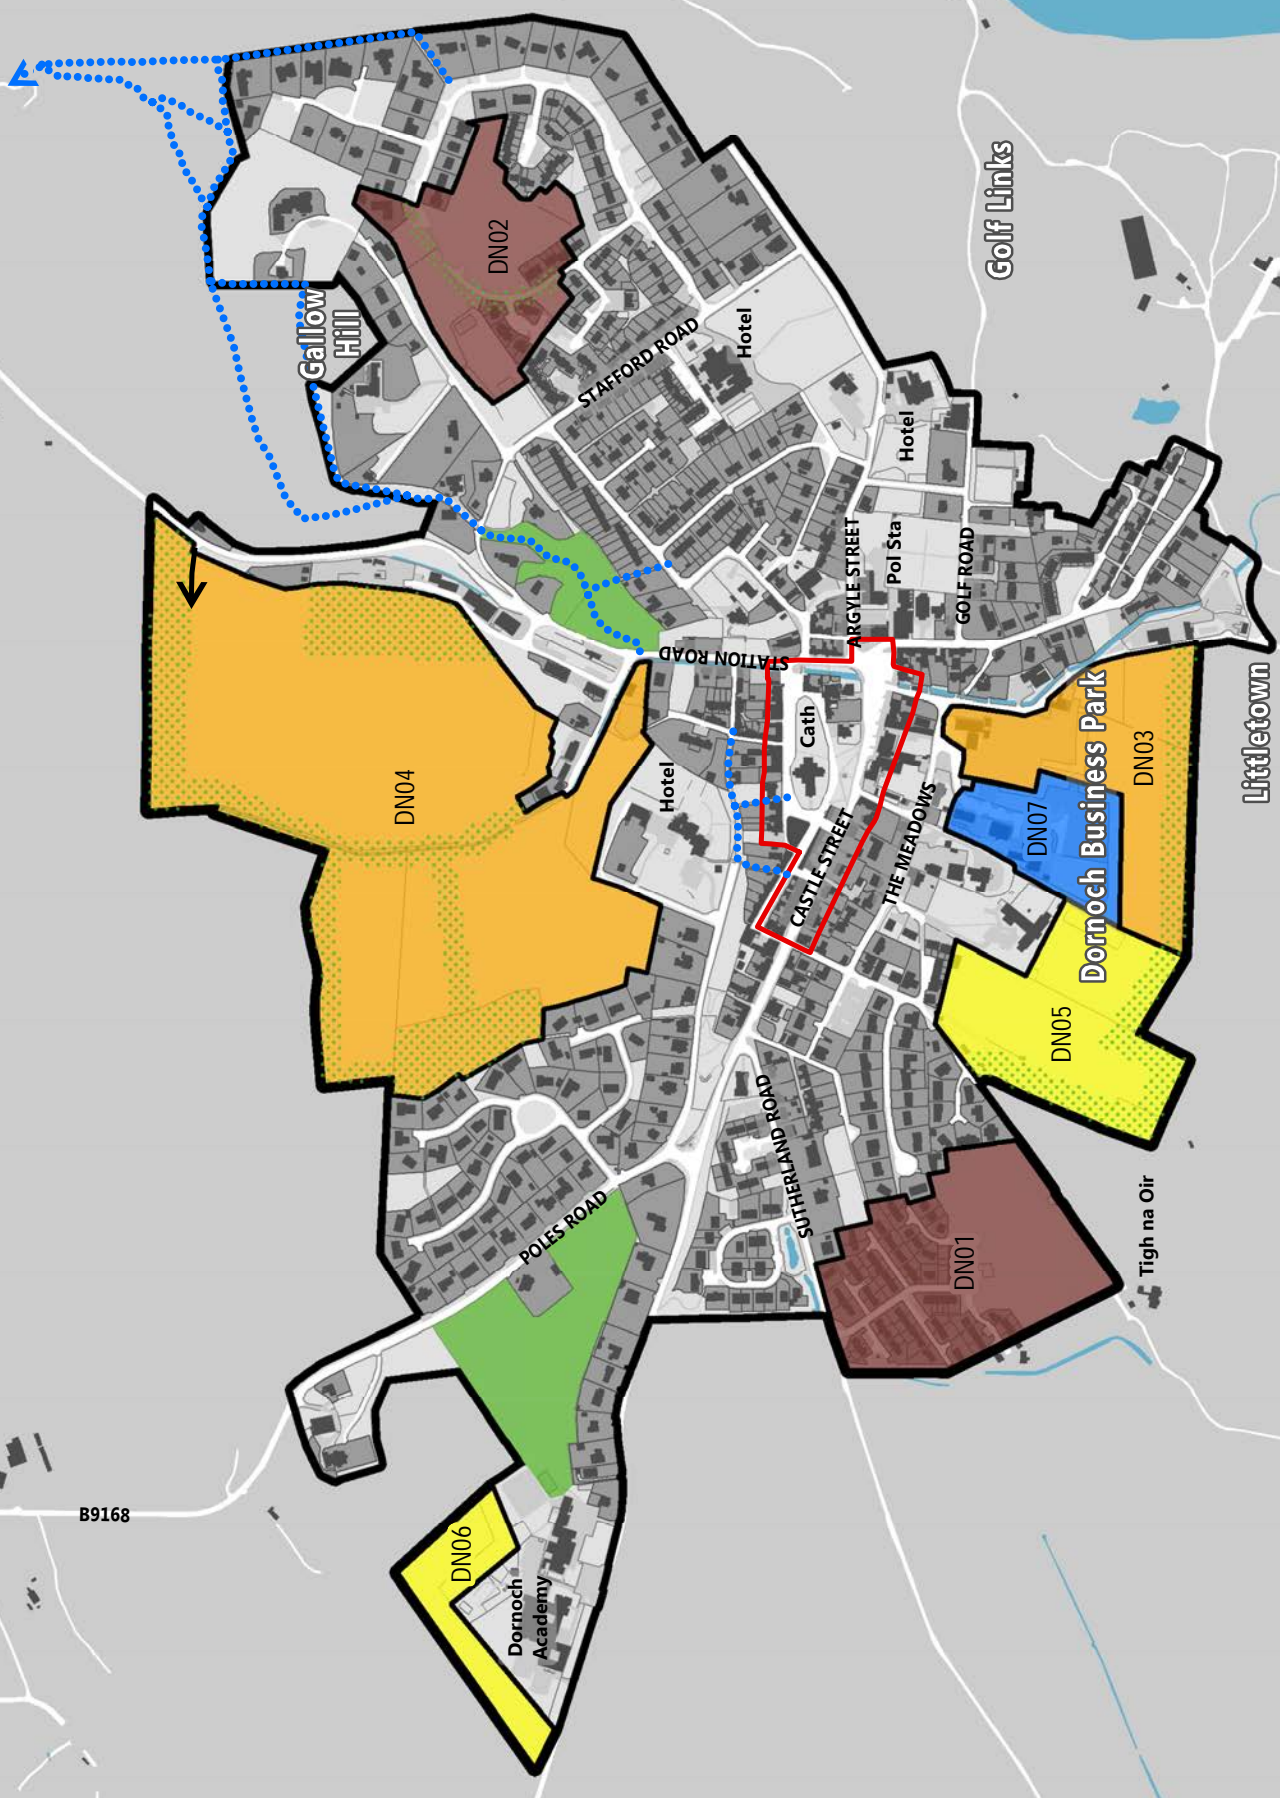 DN02
Gallow
Hill
Golf Links
STAFFORD ROAD
Hotel
Hotel
ARGYLE STREET
Pol Sta
GOLF ROAD
STATION ROAD
Cath
DN04
Hotel
CASTLE STREET
THE MEADOWS
DN07
Dornoch Business Park
DN03
Littletown
DN05
SUTHERLAND ROAD
POLES ROAD
DN01
Tigh na Oir
B9168
DN06
Dornoch
Academy